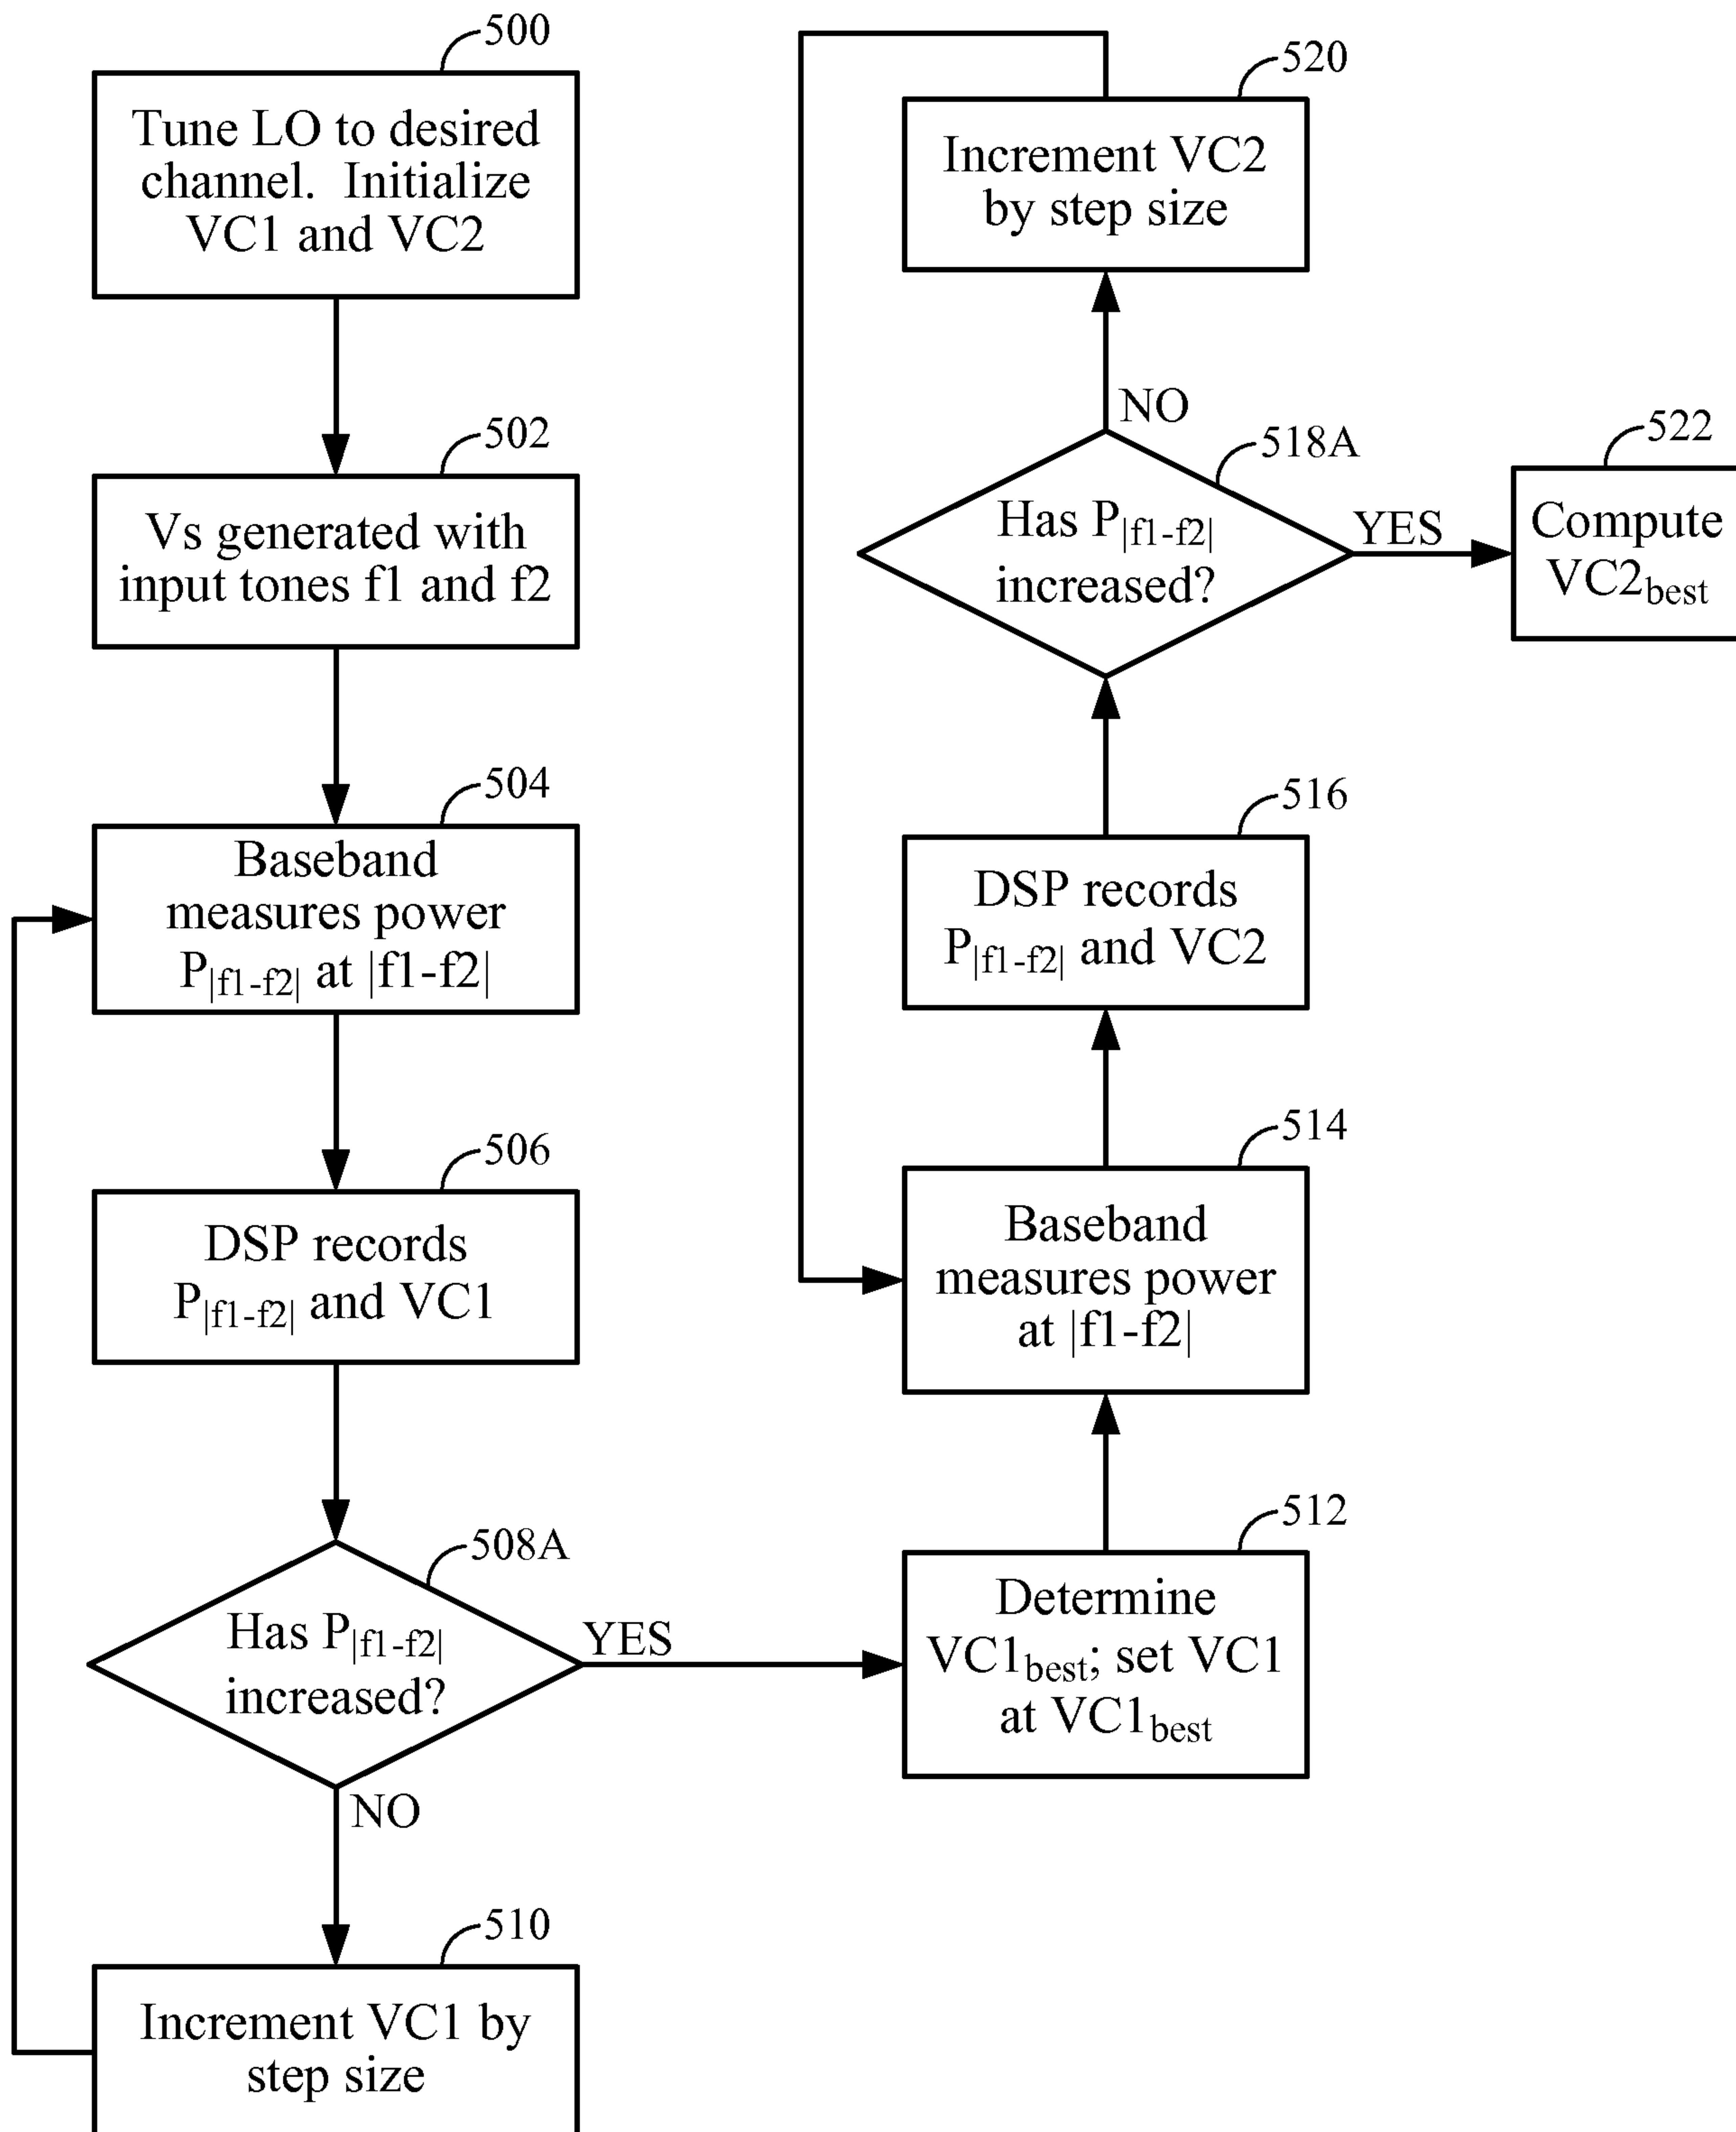 500
Tune LO to desired
channel. Initialize
VC1 and VC2
502
Vs generated with
input tones f1 and f2
504
Baseband
measures power
P|f1-f2| at |f1-f2|
506
DSP records
P|f1-f2| and VC1
508A
Has P|f1-f2|
increased?
YES
NO
510
Increment VC1 by
step size
512
Determine
VC1best; set VC1
at VC1best
514
Baseband
measures power
at |f1-f2|
516
DSP records
P|f1-f2| and VC2
518A
Has P|f1-f2|
increased?
NO
YES
520
Increment VC2
by step size
522
Compute
VC2best